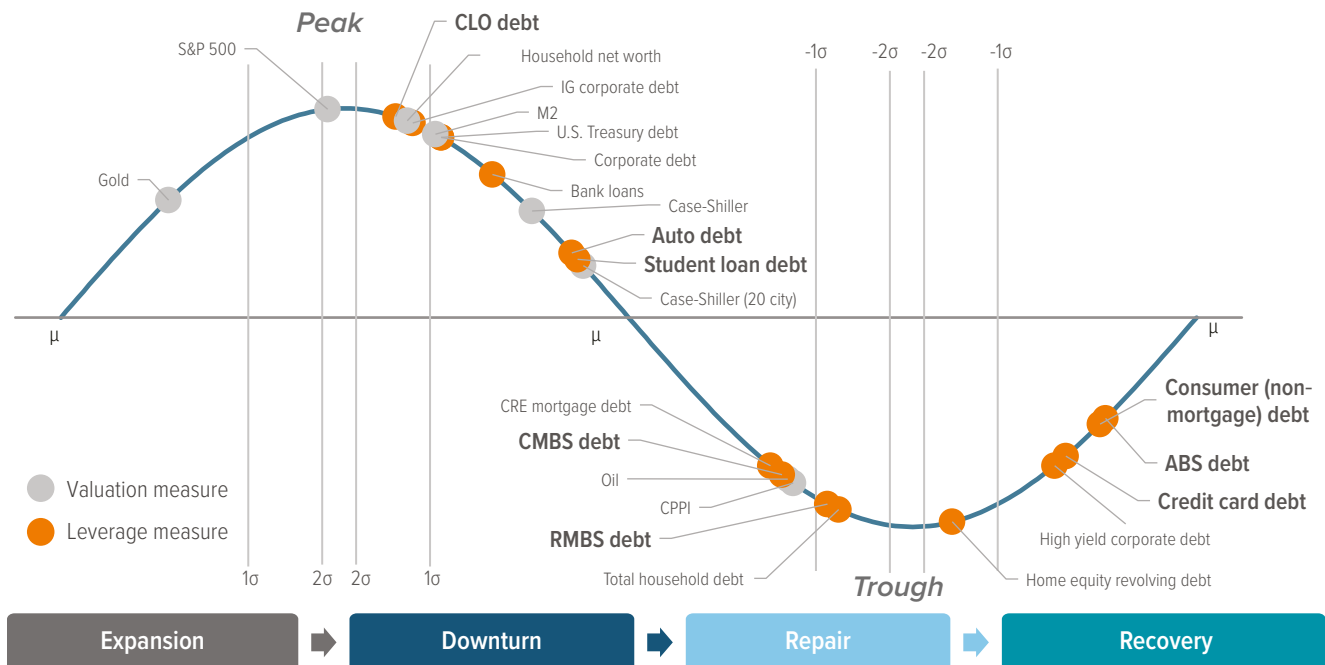 Peak
CLO debt
S&P 500
Household net worth
IG corporate debt
M2
U.S. Treasury debt
Corporate debt
Gold
Bank loans
Case-Shiller
Auto debt
Student loan debt
Case-Shiller (20 city)
-1σ
-2σ
-2σ
-1σ
μ
μ
μ
CRE mortgage debt
CMBS debt
Oil
CPPI
RMBS debt
Total household debt
Trough
Consumer (non-
mortgage) debt
ABS debt
Credit card debt
High yield corporate debt
Home equity revolving debt
Valuation measure
Leverage measure
1σ
2σ
2σ
1σ
Expansion
Downturn
Repair
Recovery